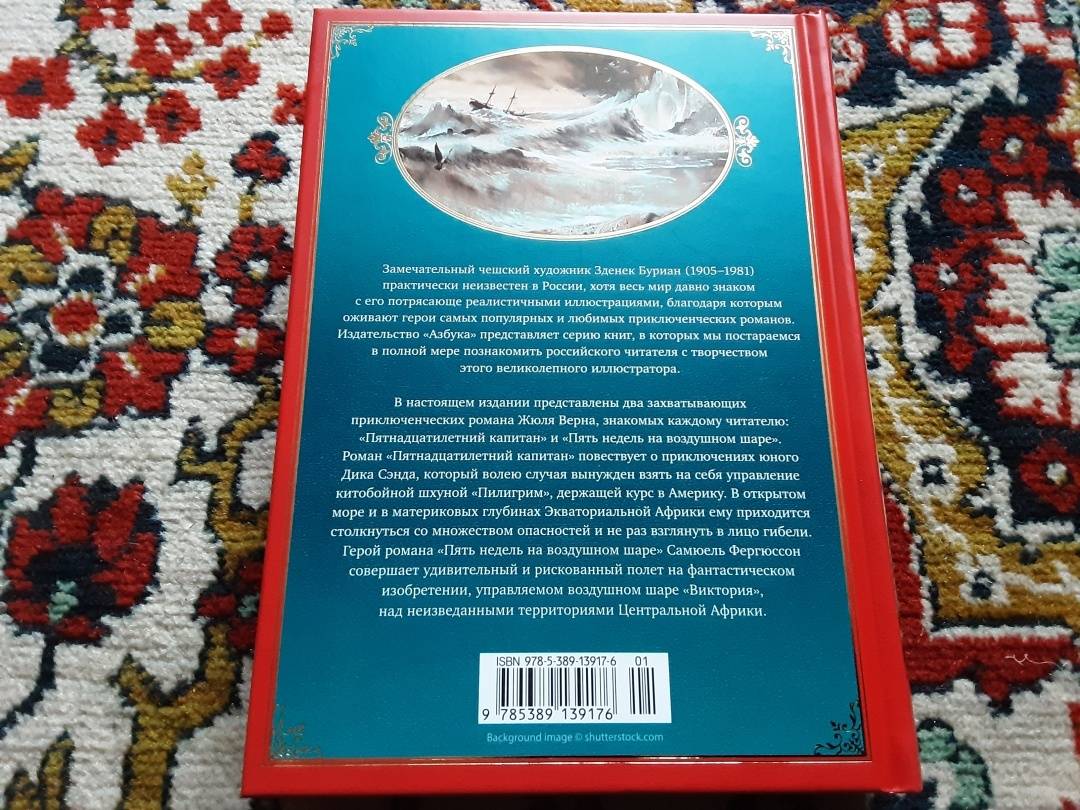 Замечательный чешский художник Зденек Буриан (1905–1981)
практически неизвестен в России, хотя весь мир давно знаком
с его потрясающе реалистичными иллюстрациями, благодаря которым
оживают герои самых популярных и любимых приключенческих романов.
Издательство «Азбука» представляет серию книг, в которых мы постараемся
в полной мере познакомить российского читателя с творчеством
этого великолепного иллюстратора.
В настоящем издании представлены два захватывающих
приключенческих романа Жюля Верна, знакомых каждому читателю:
«Пятнадцатилетний капитан» и «Пять недель на воздушном шаре».
Роман «Пятнадцатилетний капитан» повествует о приключениях юного
Дика Сэнда, который волею случая вынужден взять на себя управление
китобойной шхуной «Пилигрим», держащей курс в Америку. В открытом
море и в материковых глубинах Экваториальной Африки ему приходится
столкнуться со множеством опасностей и не раз взглянуть в лицо гибели.
Герой романа «Пять недель на воздушном шаре» Самюель Фергюссон
совершает удивительный и рискованный полет на фантастическом
изобретении, управляемом воздушном шаре «Виктория»,
над неизведанными территориями Центральной Африки.
ISBN 978-5-389-13917-6 01
9 785389 139176
Background image © shutterstock.com